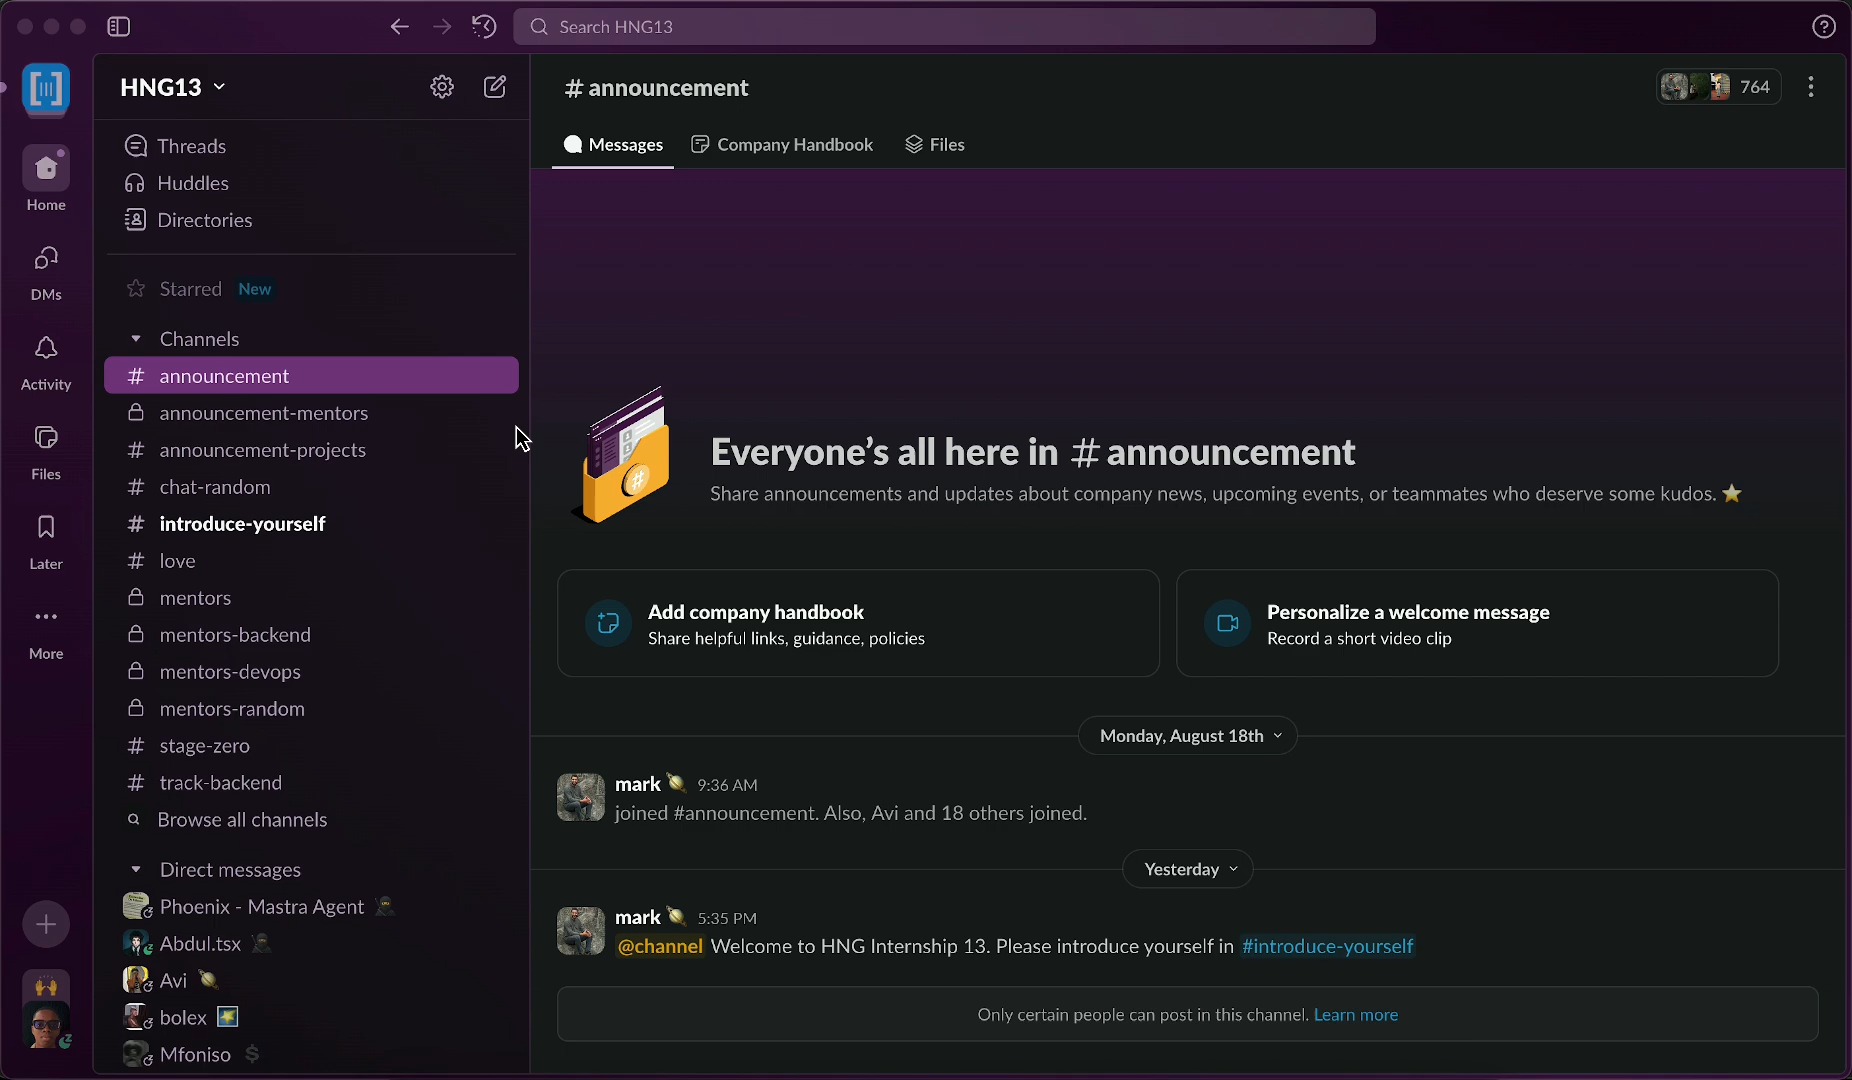 Search HNG13
HNG13
Home
DMs
Activity
Files
Later
More
Threads
Huddles
Directories
Starred New
Channels
# announcement
announcement-mentors
# announcement-projects
# chat-random
# introduce-yourself
# love
mentors
mentors-backend
mentors-devops
mentors-random
# stage-zero
# track-backend
Browse all channels
Direct messages
Phoenix - Mastra Agent
Abdul.tsx
Avi
bolex
Mfoniso
# announcement
764
Messages
Company Handbook
Files
Everyone's all here in # announcement
Share announcements and updates about company news, upcoming events, or teammates who deserve some kudos. ⭐
Add company handbook
Share helpful links, guidance, policies
Personalize a welcome message
Record a short video clip
Monday, August 18th
mark 🪐 9:36 AM
joined #announcement. Also, Avi and 18 others joined.
Yesterday
mark 🪐 5:35 PM
@channel Welcome to HNG Internship 13. Please introduce yourself in #introduce-yourself
Only certain people can post in this channel. Learn more